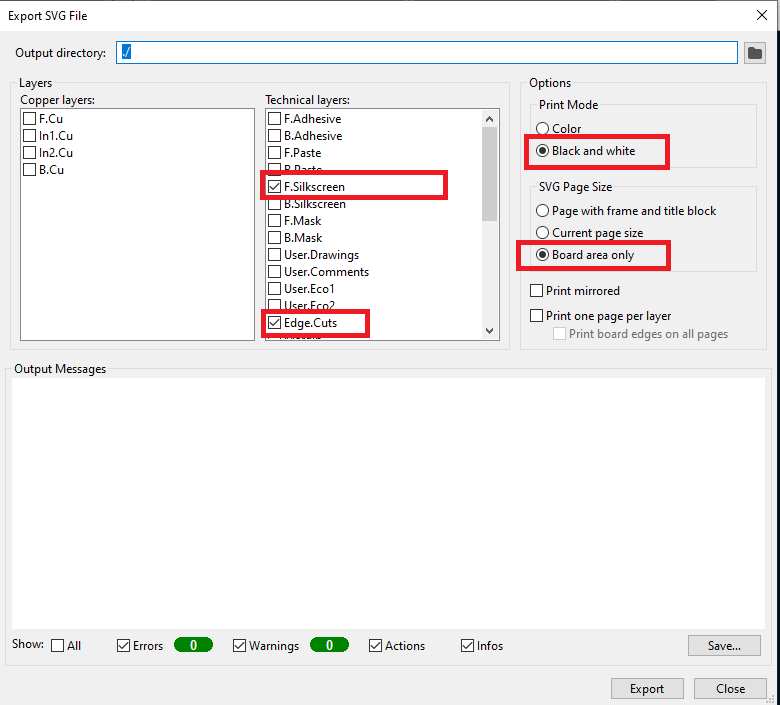 Export SVG File
Output directory: ./
Layers
Copper layers:
F.Cu
In1.Cu
In2.Cu
B.Cu
Technical layers:
F.Adhesive
B.Adhesive
F.Paste
B.Paste
F.Silkscreen
B.Silkscreen
F.Mask
B.Mask
User.Drawings
User.Comments
User.Eco1
User.Eco2
Edge.Cuts
Options
Print Mode
Color
Black and white
SVG Page Size
Page with frame and title block
Current page size
Board area only
Print mirrored
Print one page per layer
Print board edges on all pages
Output Messages
Show: All Errors 0 Warnings 0 Actions Infos Save...
Export Close